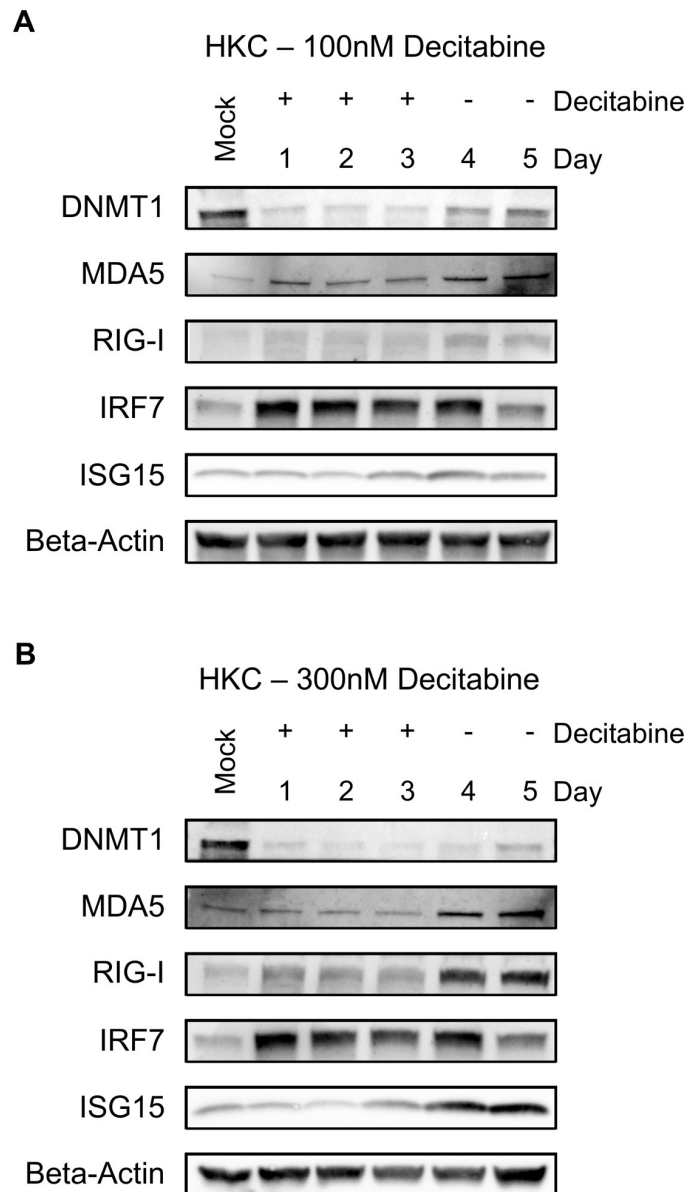 A
HKC – 100nM Decitabine
Mock + + + - - Decitabine
1 2 3 4 5 Day
DNMT1
MDA5
RIG-I
IRF7
ISG15
Beta-Actin
B
HKC – 300nM Decitabine
Mock + + + - - Decitabine
1 2 3 4 5 Day
DNMT1
MDA5
RIG-I
IRF7
ISG15
Beta-Actin